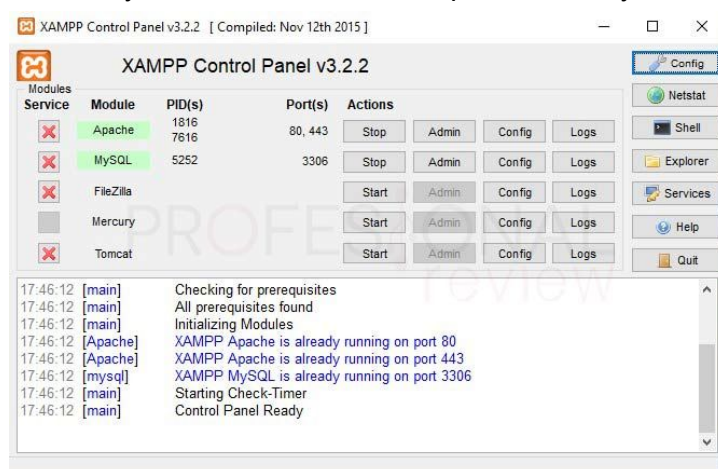 XAMPP Control Panel v3.2.2 [ Compiled: Nov 12th 2015 ]
XAMPP Control Panel v3.2.2
Config
Modules
Service Module PID(s) Port(s) Actions
Netstat
Apache 1816 7616 80, 443 Stop Admin Config Logs
Shell
MySQL 5252 3306 Stop Admin Config Logs
Explorer
FileZilla Start Admin Config Logs
Services
Mercury Start Admin Config Logs
Help
Tomcat Start Admin Config Logs
Quit
PROFESIONAL
review
17:46:12 [main] Checking for prerequisites
17:46:12 [main] All prerequisites found
17:46:12 [main] Initializing Modules
17:46:12 [Apache] XAMPP Apache is already running on port 80
17:46:12 [Apache] XAMPP Apache is already running on port 443
17:46:12 [mysql] XAMPP MySQL is already running on port 3306
17:46:12 [main] Starting Check-Timer
17:46:12 [main] Control Panel Ready